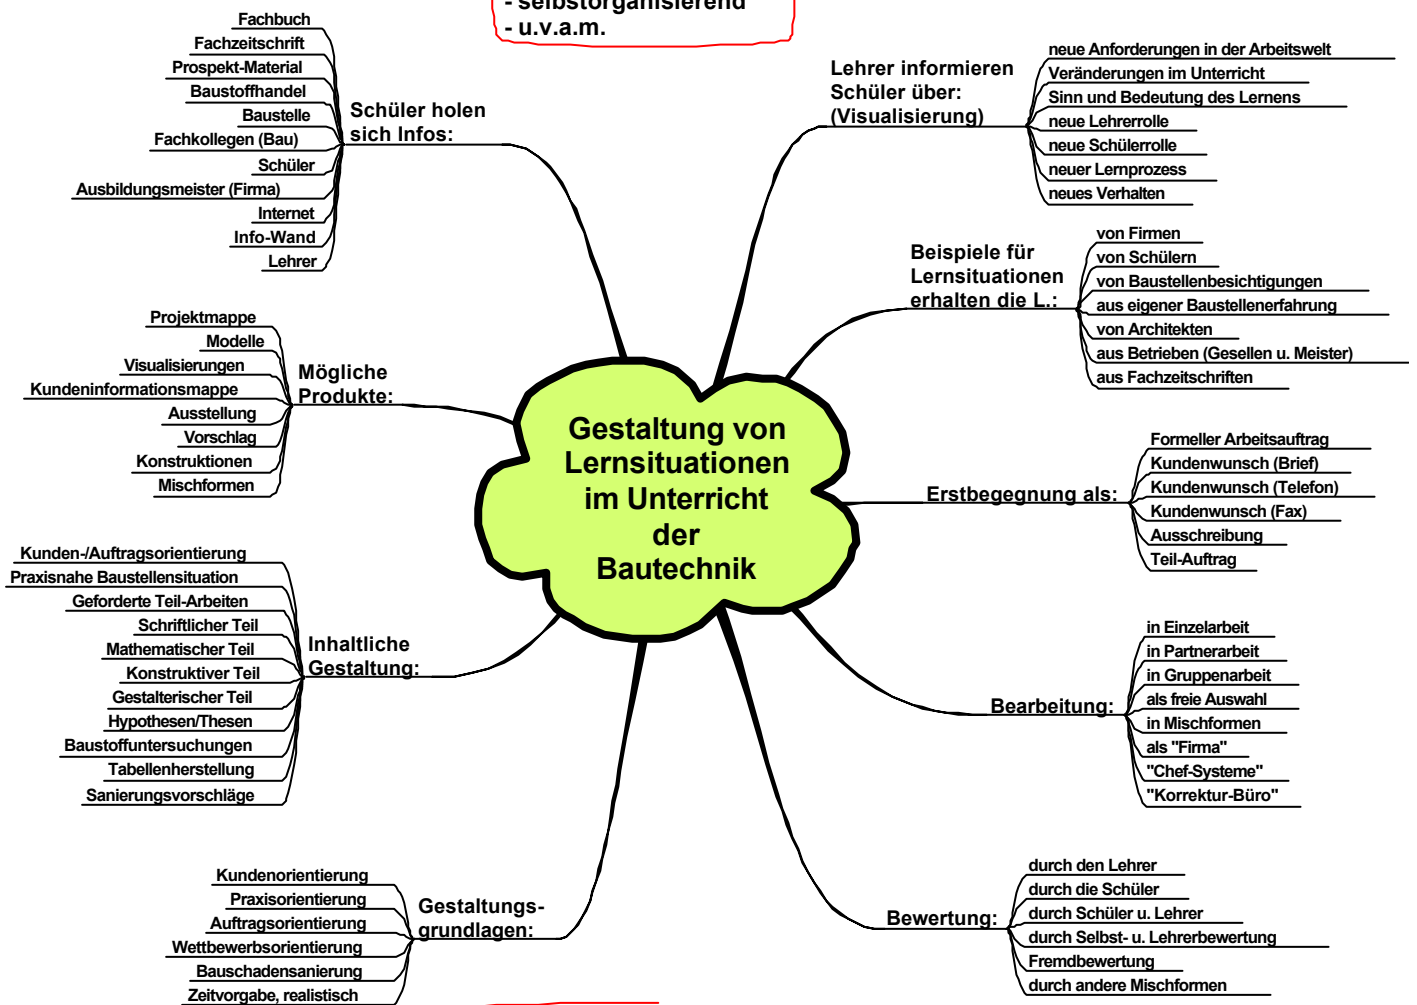 - selbstorganisierend
- u.v.a.m.
Gestaltung von
Lernsituationen
im Unterricht
der
Bautechnik
Lehrer informieren
Schüler über:
(Visualisierung)
neue Anforderungen in der Arbeitswelt
Veränderungen im Unterricht
Sinn und Bedeutung des Lernens
neue Lehrerrolle
neue Schülerrolle
neuer Lernprozess
neues Verhalten
Beispiele für
Lernsituationen
erhalten die L.:
von Firmen
von Schülern
von Baustellenbesichtigungen
aus eigener Baustellenerfahrung
von Architekten
aus Betrieben (Gesellen u. Meister)
aus Fachzeitschriften
Erstbegegnung als:
Formeller Arbeitsauftrag
Kundenwunsch (Brief)
Kundenwunsch (Telefon)
Kundenwunsch (Fax)
Ausschreibung
Teil-Auftrag
Bearbeitung:
in Einzelarbeit
in Partnerarbeit
in Gruppenarbeit
als freie Auswahl
in Mischformen
als "Firma"
"Chef-Systeme"
"Korrektur-Büro"
Bewertung:
durch den Lehrer
durch die Schüler
durch Schüler u. Lehrer
durch Selbst- u. Lehrerbewertung
Fremdbewertung
durch andere Mischformen
Schüler holen
sich Infos:
Fachbuch
Fachzeitschrift
Prospekt-Material
Baustoffhandel
Baustelle
Fachkollegen (Bau)
Schüler
Ausbildungsmeister (Firma)
Internet
Info-Wand
Lehrer
Mögliche
Produkte:
Projektmappe
Modelle
Visualisierungen
Kundeninformationsmappe
Ausstellung
Vorschlag
Konstruktionen
Mischformen
Inhaltliche
Gestaltung:
Kunden-/Auftragsorientierung
Praxisnahe Baustellensituation
Geforderte Teil-Arbeiten
Schriftlicher Teil
Mathematischer Teil
Konstruktiver Teil
Gestalterischer Teil
Hypothesen/Thesen
Baustoffuntersuchungen
Tabellenherstellung
Sanierungsvorschläge
Gestaltungs-
grundlagen:
Kundenorientierung
Praxisorientierung
Auftragsorientierung
Wettbewerbsorientierung
Bauschadensanierung
Zeitvorgabe, realistisch